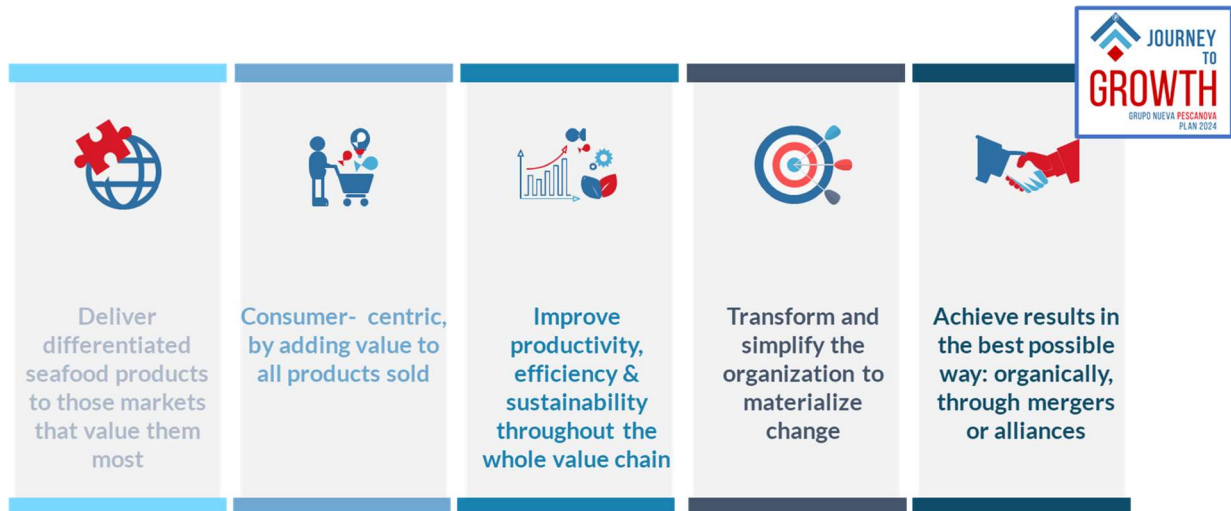 JOURNEY
TO
GROWTH
GRUPO NUEVA PESCANOVA
PLAN 2024
Deliver
differentiated
seafood products
to those markets
that value them
most
Consumer- centric,
by adding value to
all products sold
Improve
productivity,
efficiency &
sustainability
throughout the
whole value chain
Transform and
simplify the
organization to
materialize
change
Achieve results in
the best possible
way: organically,
through mergers
or alliances